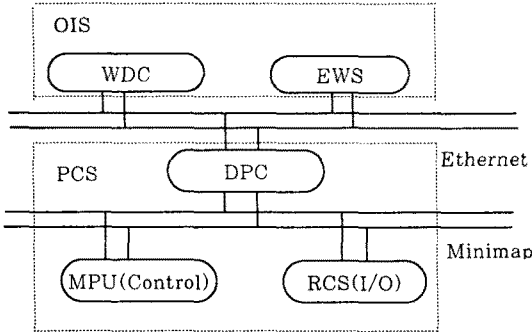 OIS
WDC
EWS
Ethernet
PCS
DPC
Minimap
MPU(Control)
RCS(I/O)